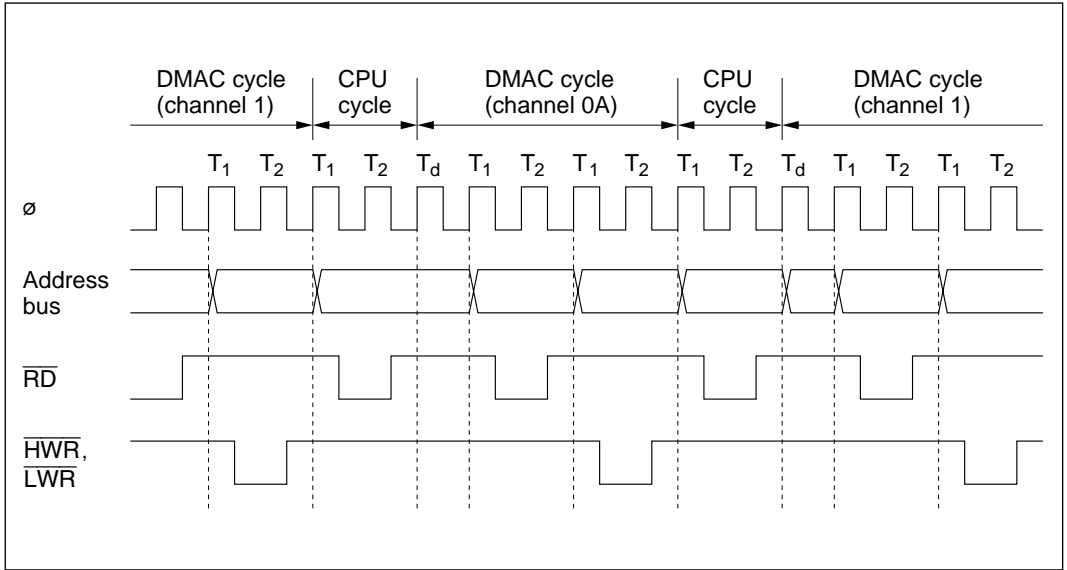 DMAC cycle CPU DMAC cycle CPU DMAC cycle
(channel 1) cycle (channel 0A) cycle (channel 1)
T1 T2 T1 T2 Td T1 T2 T1 T2 T1 T2 Td T1 T2 T1 T2
ø
Address
bus
RD
HWR,
LWR